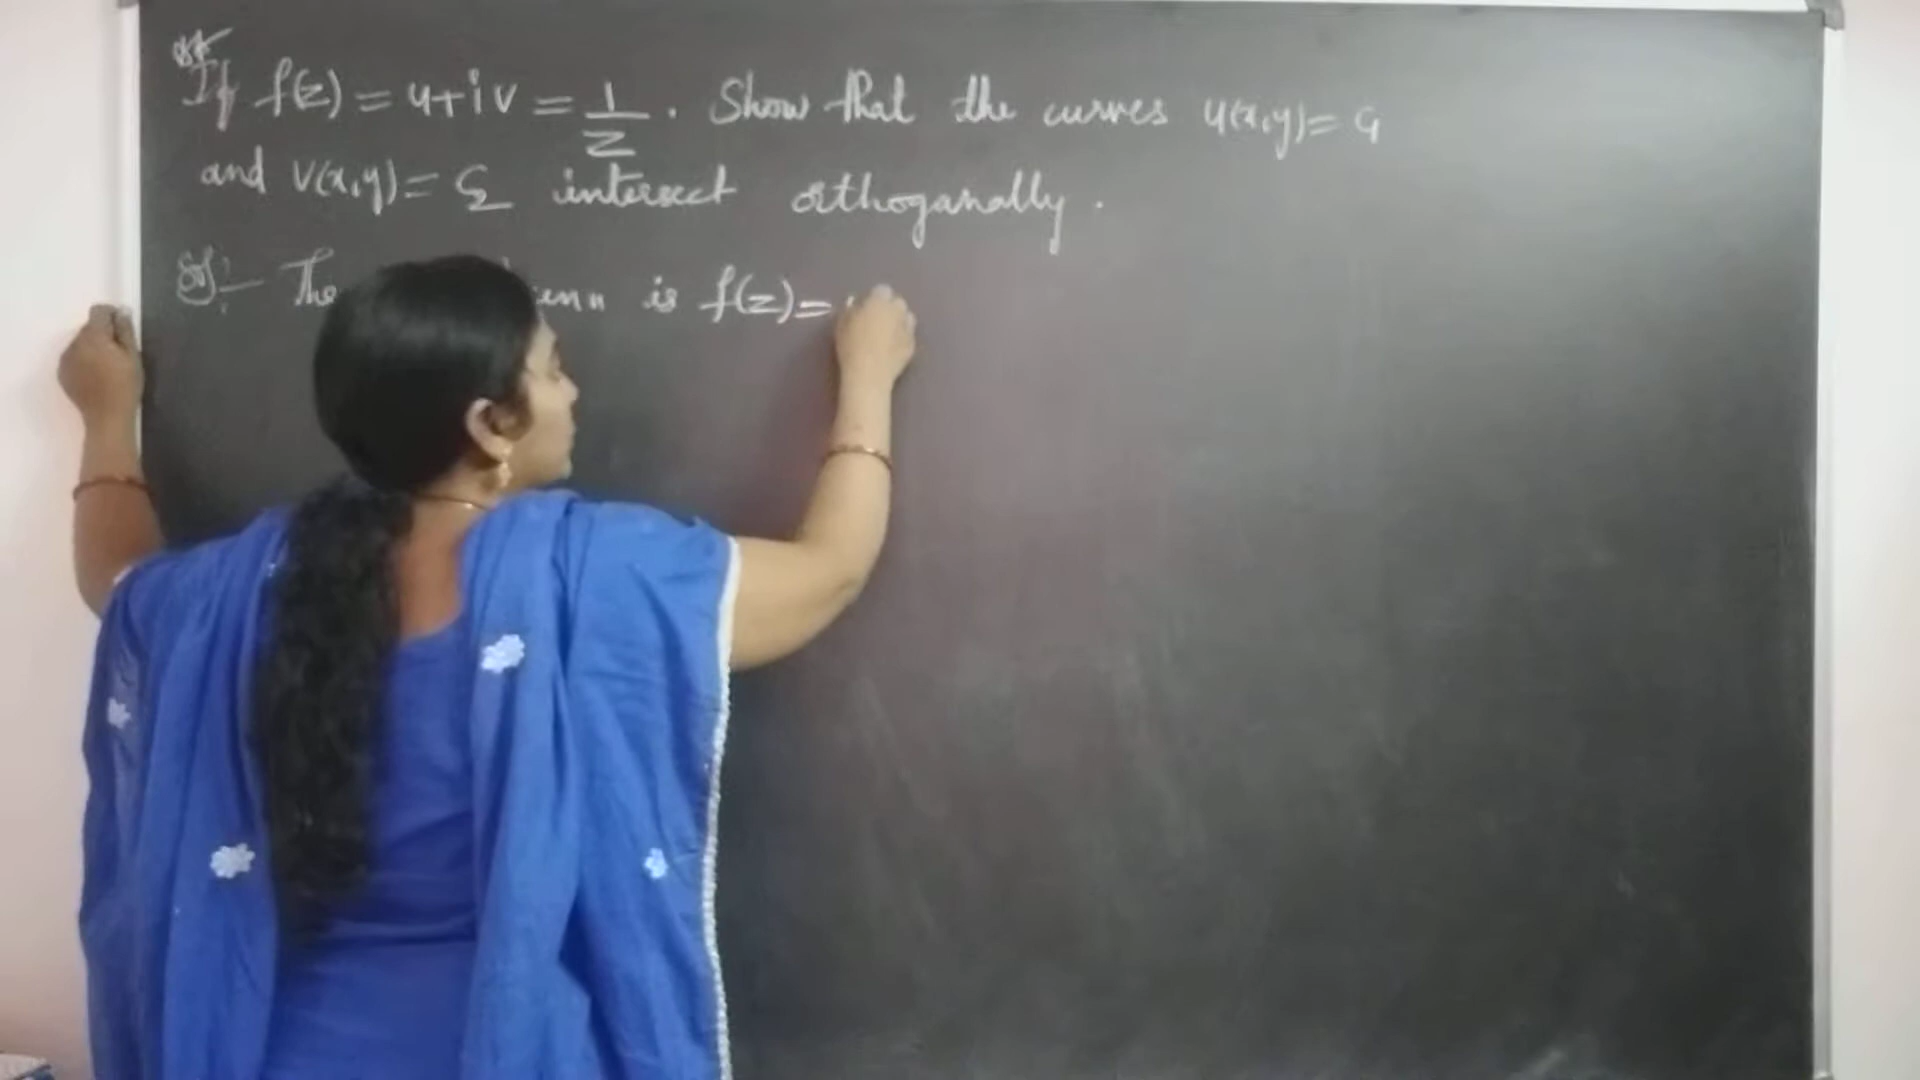 If f(z) = u+iv = 1/z. Show that the curves u(x,y) = C1
and v(x,y) = C2 intersect orthoganally.
Sol:- The is f(z) =